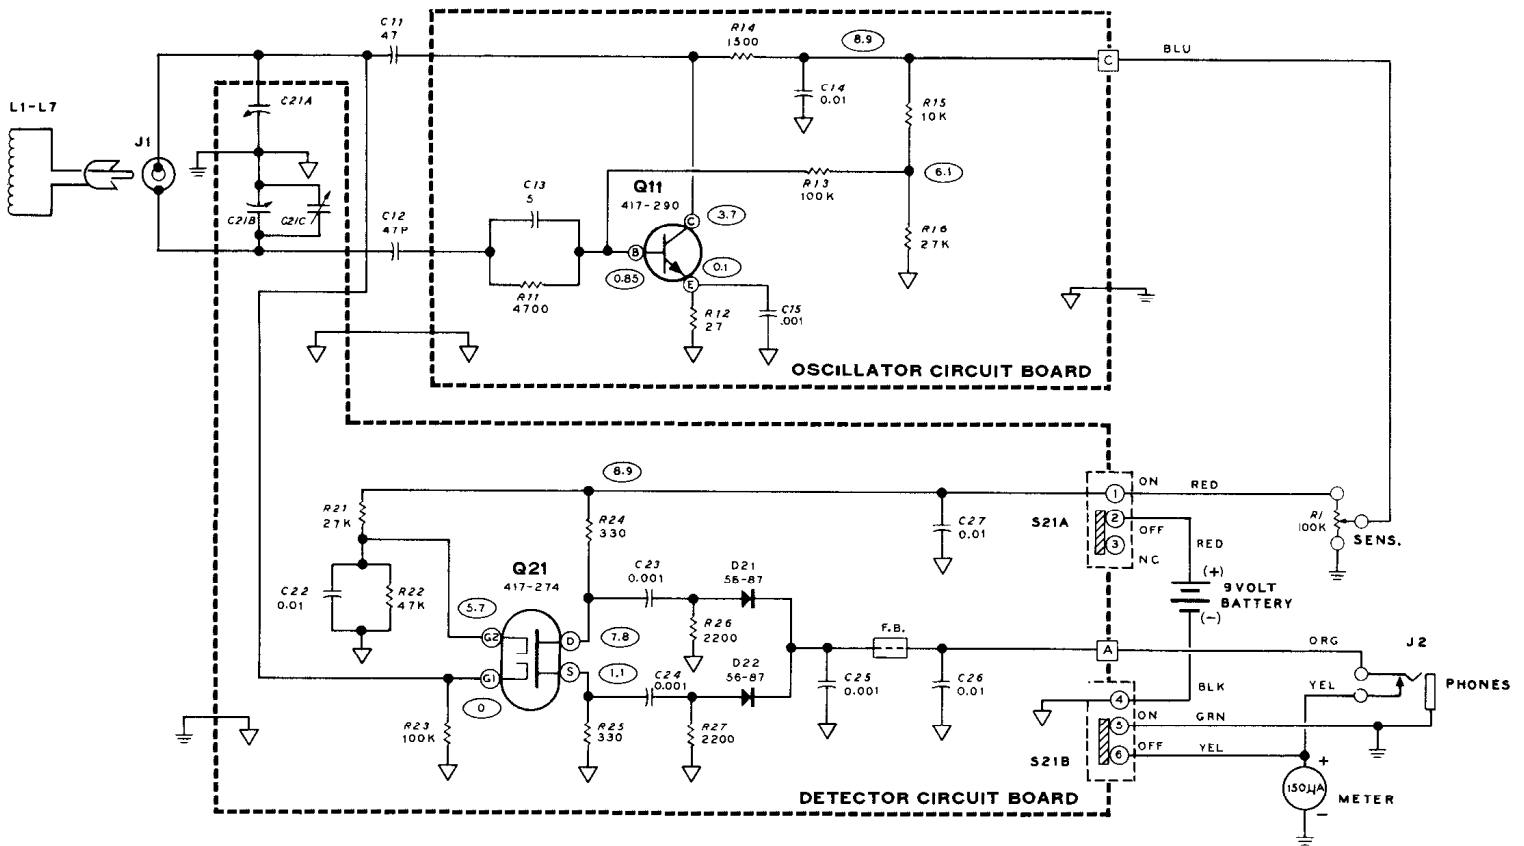 C11
47
R14
1500
8.9
C
BLU
L1-L7
J1
C21A
C14
0.01
R15
10K
C21B
C21C
C12
47P
C13
5
Q11
417-290
R13
100K
6.1
C
3.7
B
0.85
E
0.1
R16
27K
R11
4700
R12
27
C15
.001
OSCILLATOR CIRCUIT BOARD
8.9
R21
27K
R24
330
C27
0.01
S21A
1
2
3
ON
OFF
NC
RED
RED
R1
100K
SENS.
C22
0.01
R22
47K
Q21
417-274
5.7
G2
G1
0
D
S
7.8
1.1
C23
0.001
D21
56-87
R26
2200
D22
56-87
C24
0.001
R23
100K
R25
330
R27
2200
C25
0.001
F.B.
C26
0.01
A
(+)
9 VOLT
BATTERY
(-)
ORG
J2
YEL
PHONES
4
5
6
BLK
ON
GRN
OFF
YEL
S21B
+
150µA
METER
-
DETECTOR CIRCUIT BOARD